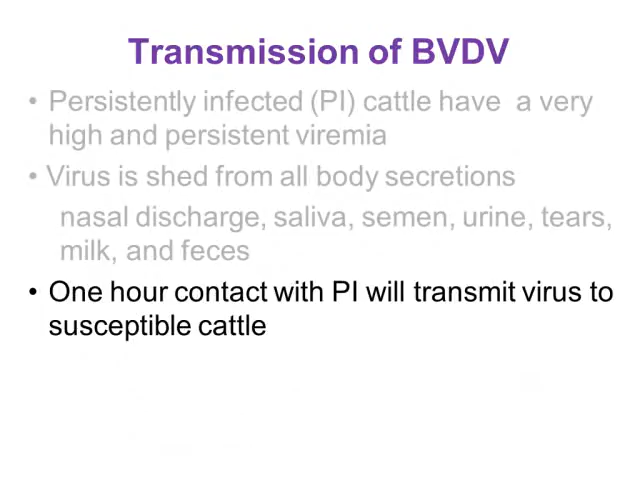 Transmission of BVDV
• Persistently infected (PI) cattle have a very
high and persistent viremia
• Virus is shed from all body secretions
nasal discharge, saliva, semen, urine, tears,
milk, and feces
• One hour contact with PI will transmit virus to
susceptible cattle